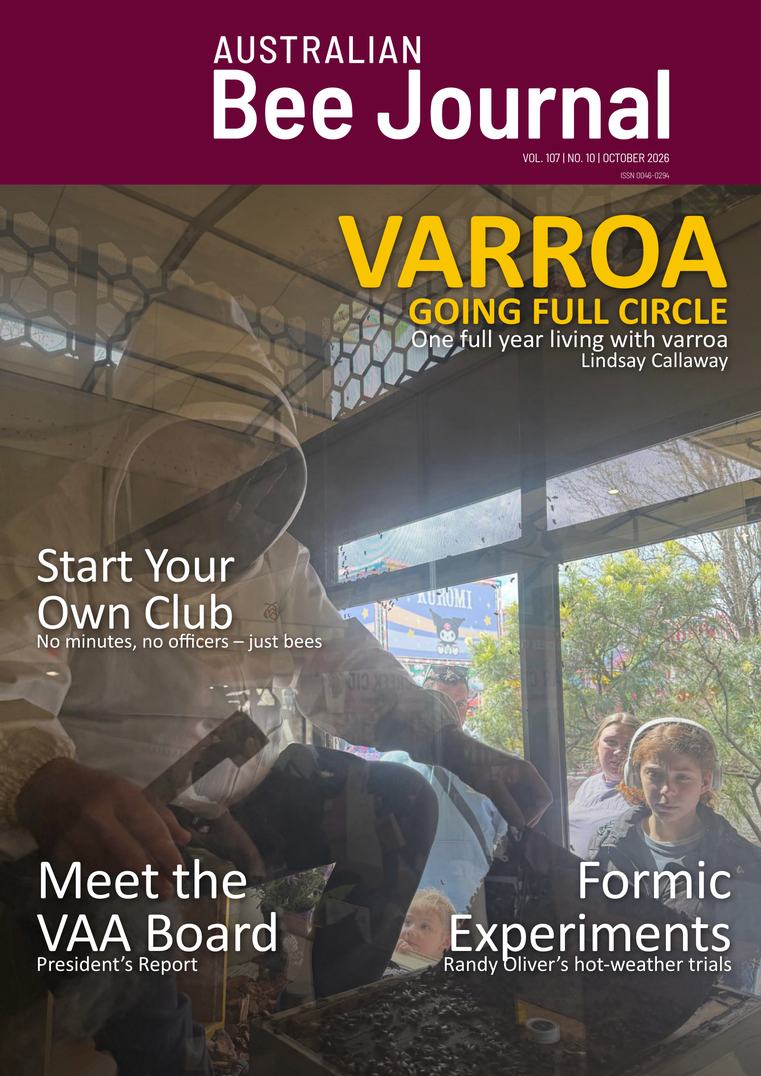 AUSTRALIAN
Bee Journal
VOL. 107 | NO. 10 | OCTOBER 2026
ISSN 0046-0294
VARROA
GOING FULL CIRCLE
One full year living with varroa
Lindsay Callaway
Start Your
Own Club
No minutes, no officers – just bees
Meet the
VAA Board
President's Report
Formic
Experiments
Randy Oliver's hot-weather trials